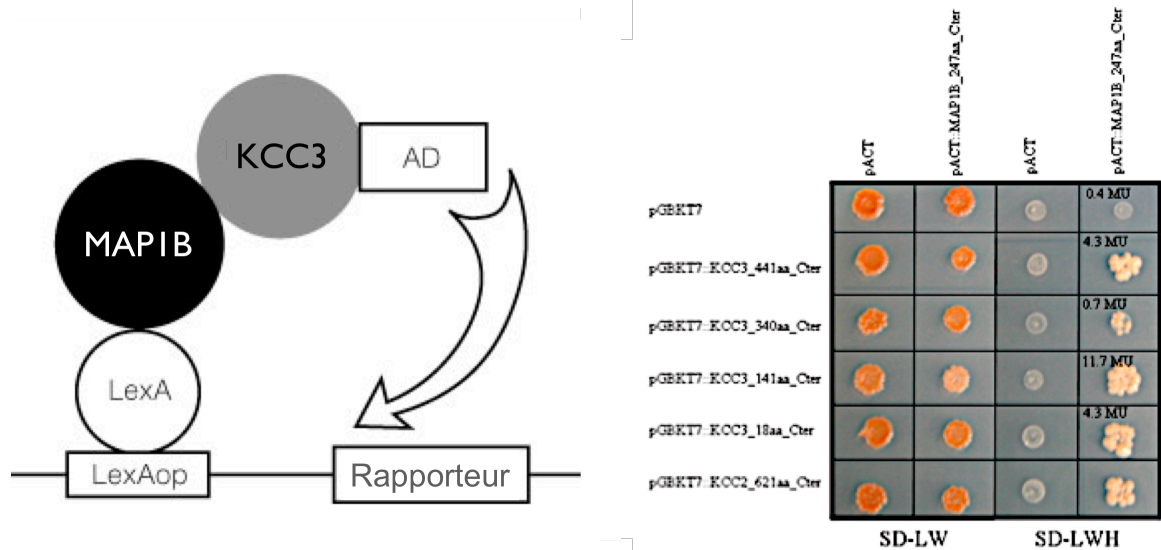 KCC3
AD
MAP1B
LexA
LexAop
Rapporteur
pACT
pACT::MAP1B_247aa_Cter
pACT
pACT::MAP1B_247aa_Cter
pGBKT7
0.4 MU
pGBKT7::KCC3_441aa_Cter
4.3 MU
pGBKT7::KCC3_340aa_Cter
0.7 MU
pGBKT7::KCC3_141aa_Cter
11.7 MU
pGBKT7::KCC3_18aa_Cter
4.3 MU
pGBKT7::KCC2_621aa_Cter
SD-LW
SD-LWH